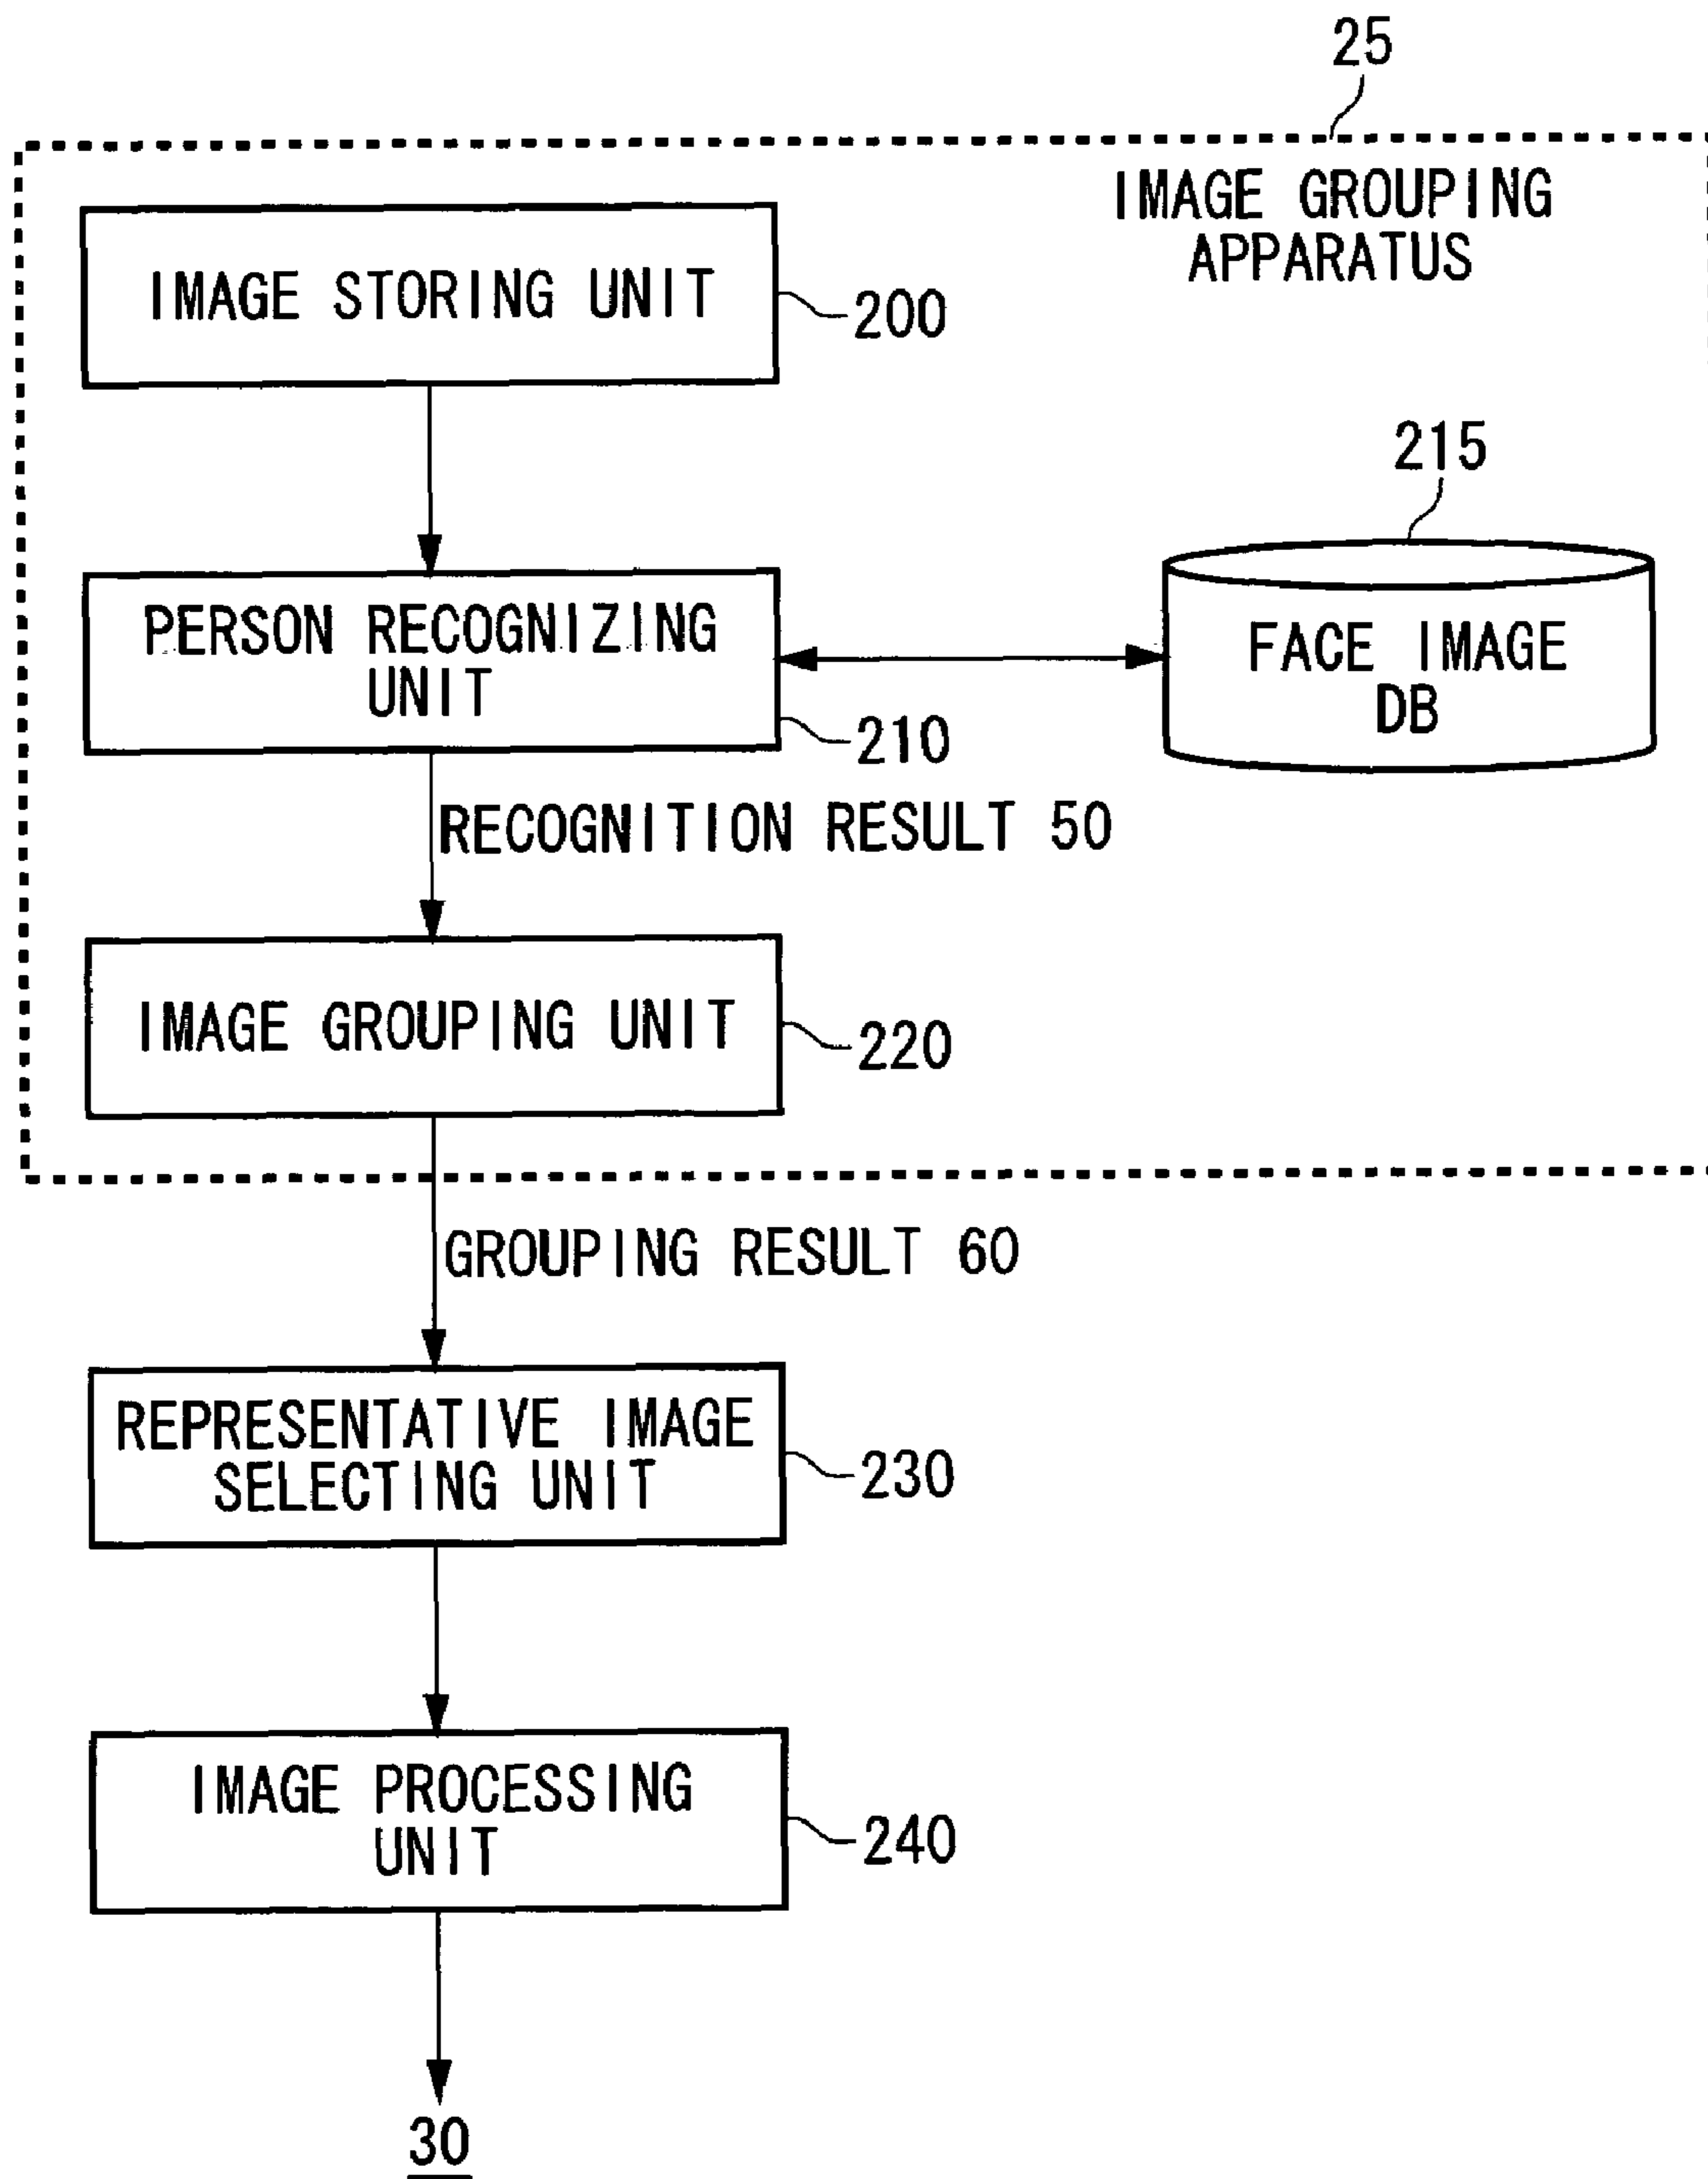 25
IMAGE GROUPING
APPARATUS
IMAGE STORING UNIT
200
215
PERSON RECOGNIZING
UNIT
210
FACE IMAGE
DB
RECOGNITION RESULT 50
IMAGE GROUPING UNIT
220
GROUPING RESULT 60
REPRESENTATIVE IMAGE
SELECTING UNIT
230
IMAGE PROCESSING
UNIT
240
30